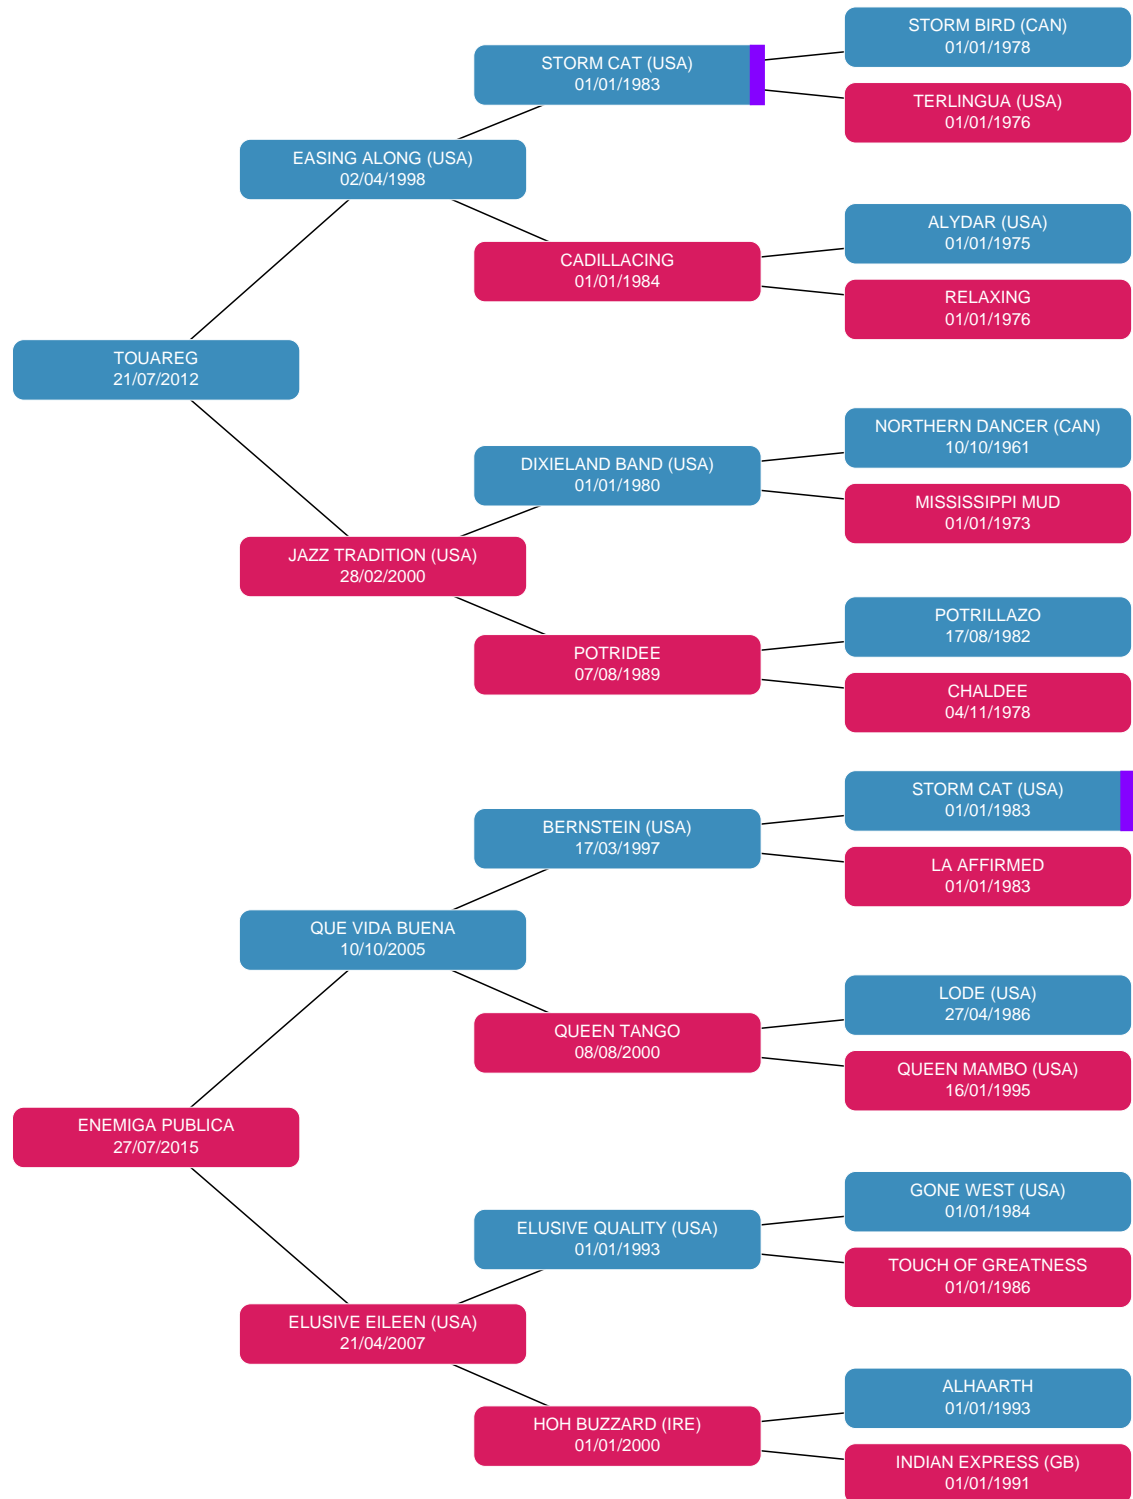 STORM BIRD (CAN)
01/01/1978
STORM CAT (USA)
01/01/1983
TERLINGUA (USA)
01/01/1976
EASING ALONG (USA)
02/04/1998
ALYDAR (USA)
01/01/1975
CADILLACING
01/01/1984
RELAXING
01/01/1976
TOUAREG
21/07/2012
NORTHERN DANCER (CAN)
10/10/1961
DIXIELAND BAND (USA)
01/01/1980
MISSISSIPPI MUD
01/01/1973
JAZZ TRADITION (USA)
28/02/2000
POTRILLAZO
17/08/1982
POTRIDEE
07/08/1989
CHALDEE
04/11/1978
STORM CAT (USA)
01/01/1983
BERNSTEIN (USA)
17/03/1997
LA AFFIRMED
01/01/1983
QUE VIDA BUENA
10/10/2005
LODE (USA)
27/04/1986
QUEEN TANGO
08/08/2000
QUEEN MAMBO (USA)
16/01/1995
ENEMIGA PUBLICA
27/07/2015
GONE WEST (USA)
01/01/1984
ELUSIVE QUALITY (USA)
01/01/1993
TOUCH OF GREATNESS
01/01/1986
ELUSIVE EILEEN (USA)
21/04/2007
ALHAARTH
01/01/1993
HOH BUZZARD (IRE)
01/01/2000
INDIAN EXPRESS (GB)
01/01/1991